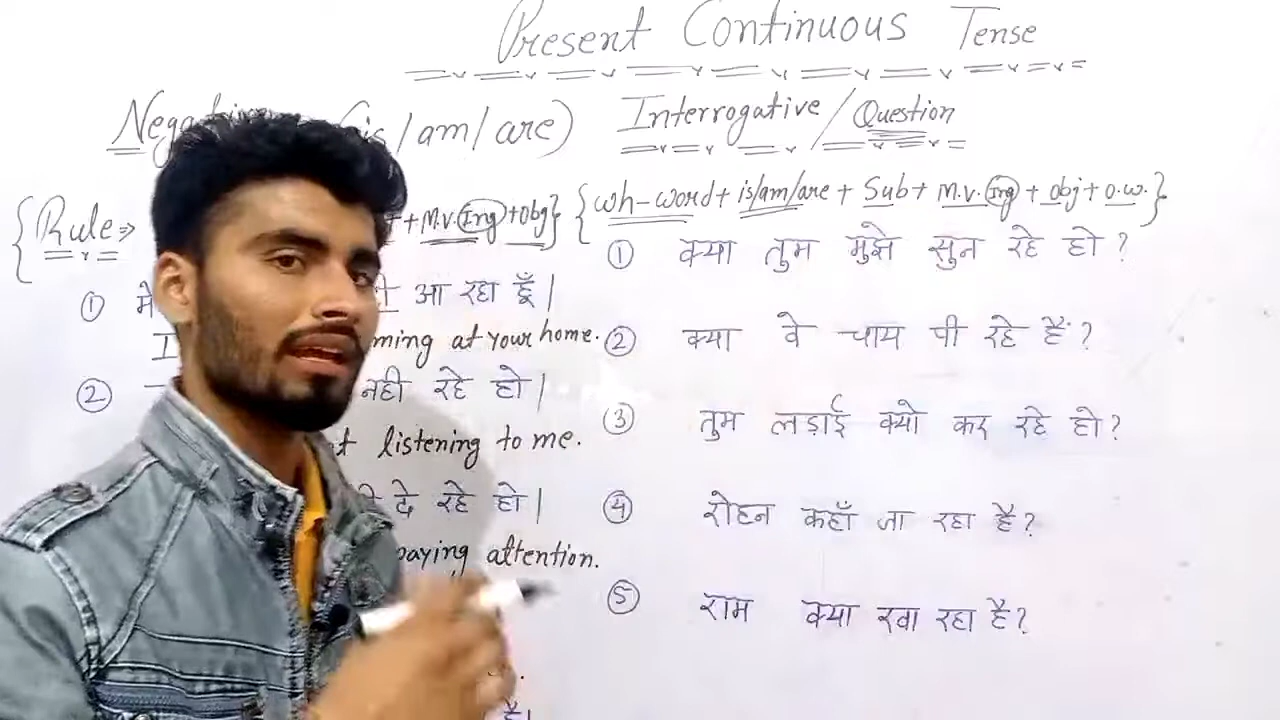 Present Continuous Tense
(is/am/are)
Interrogative / Question
{Rule⇒
+ M.V.(Ing) + Obj}
{wh-word + is/am/are + Sub + M.V.(Ing) + Obj + O.W.}
①
आ रहा हूँ |
I
at your home.
②
नही रहे हो |
listening to me.
दे रहे हो |
paying attention.
① क्या तुम मुझे सुन रहे हो ?
② क्या वे चाय पी रहे हैं ?
③ तुम लड़ाई क्यो कर रहे हो ?
④ रोहन कहाँ जा रहा है ?
⑤ राम क्या खा रहा है ?